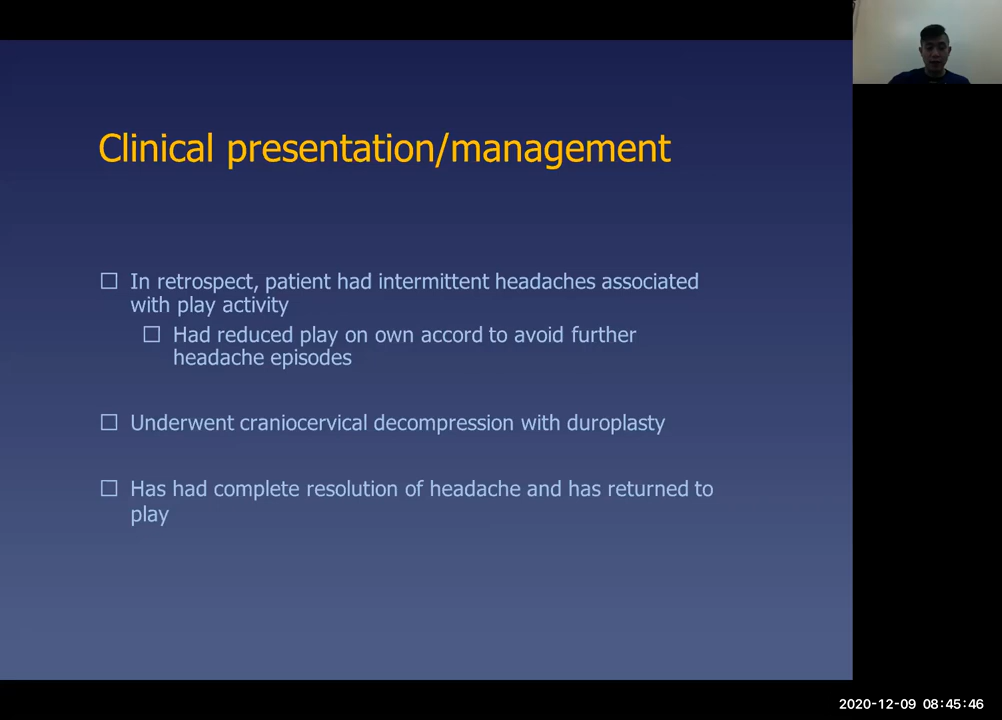 Clinical presentation/management
In retrospect, patient had intermittent headaches associated
with play activity
Had reduced play on own accord to avoid further
headache episodes
Underwent craniocervical decompression with duroplasty
Has had complete resolution of headache and has returned to
play
2020-12-09 08:45:46